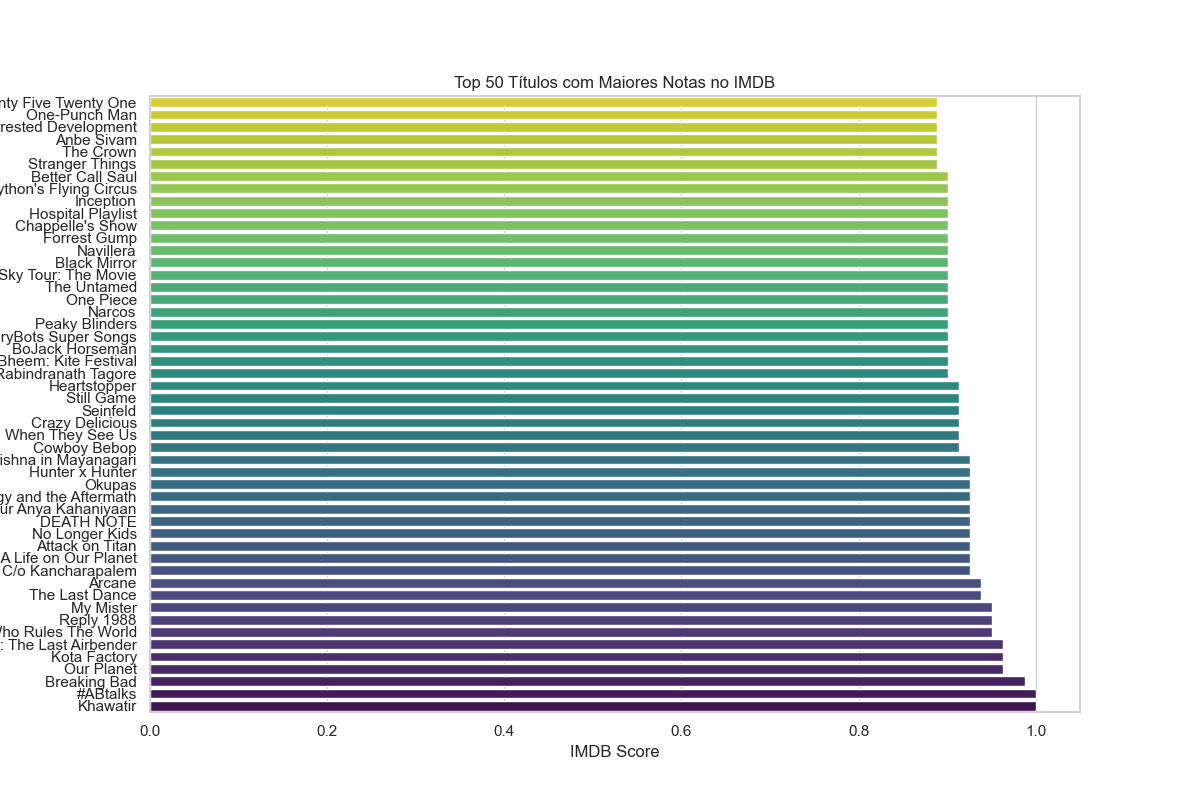 Top 50 Títulos com Maiores Notas no IMDB
nty Five Twenty One
One-Punch Man
rested Development
Anbe Sivam
The Crown
Stranger Things
Better Call Saul
ython's Flying Circus
Inception
Hospital Playlist
Chappelle's Show
Forrest Gump
Navillera
Black Mirror
Sky Tour: The Movie
The Untamed
One Piece
Narcos
Peaky Blinders
ryBots Super Songs
BoJack Horseman
Bheem: Kite Festival
Rabindranath Tagore
Heartstopper
Still Game
Seinfeld
Crazy Delicious
When They See Us
Cowboy Bebop
ishna in Mayanagari
Hunter x Hunter
Okupas
gy and the Aftermath
ur Anya Kahaniyaan
DEATH NOTE
No Longer Kids
Attack on Titan
A Life on Our Planet
C/o Kancharapalem
Arcane
The Last Dance
My Mister
Reply 1988
Who Rules The World
: The Last Airbender
Kota Factory
Our Planet
Breaking Bad
#ABtalks
Khawatir
0.0 0.2 0.4 0.6 0.8 1.0
IMDB Score